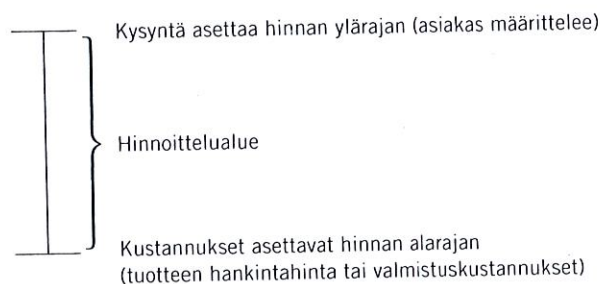 Kysyntä asettaa hinnan ylärajan (asiakas määrittelee)
Hinnoittelualue
Kustannukset asettavat hinnan alarajan
(tuotteen hankintahinta tai valmistuskustannukset)